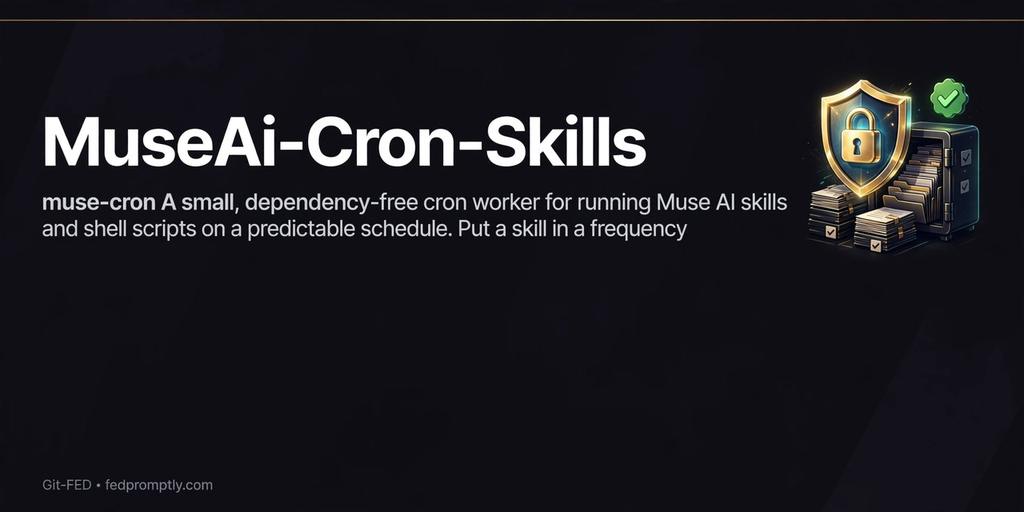 MuseAi-Cron-Skills
muse-cron A small, dependency-free cron worker for running Muse AI skills
and shell scripts on a predictable schedule. Put a skill in a frequency
Git-FED • fedpromptly.com